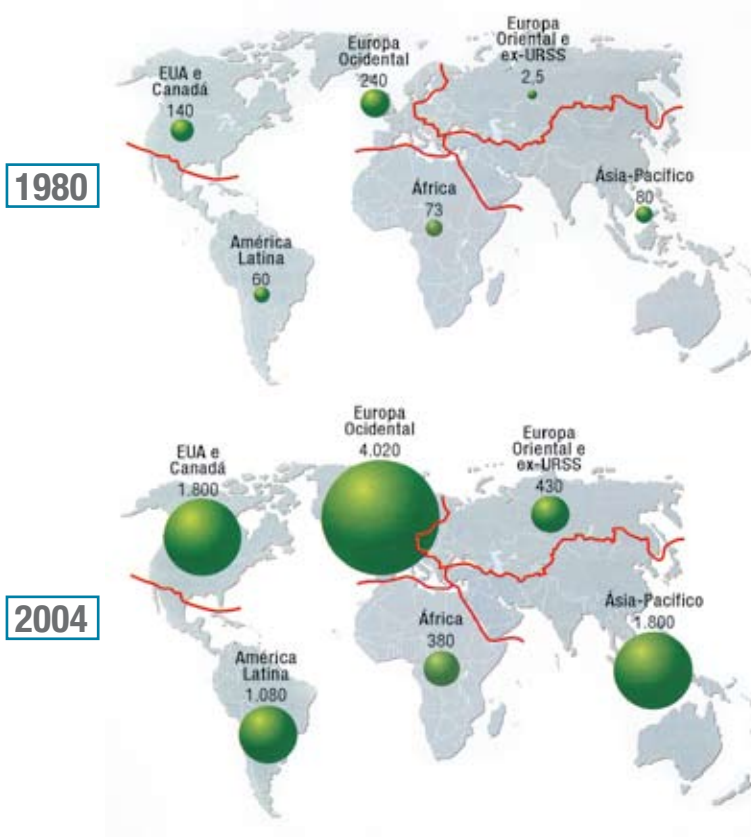 1980
EUA e
Canadá
140
Europa
Ocidental
240
Europa
Oriental e
ex-URSS
2,5
América
Latina
60
África
73
Ásia-Pacífico
80
2004
EUA e
Canadá
1.800
Europa
Ocidental
4.020
Europa
Oriental e
ex-URSS
430
América
Latina
1.080
África
380
Ásia-Pacífico
1.800